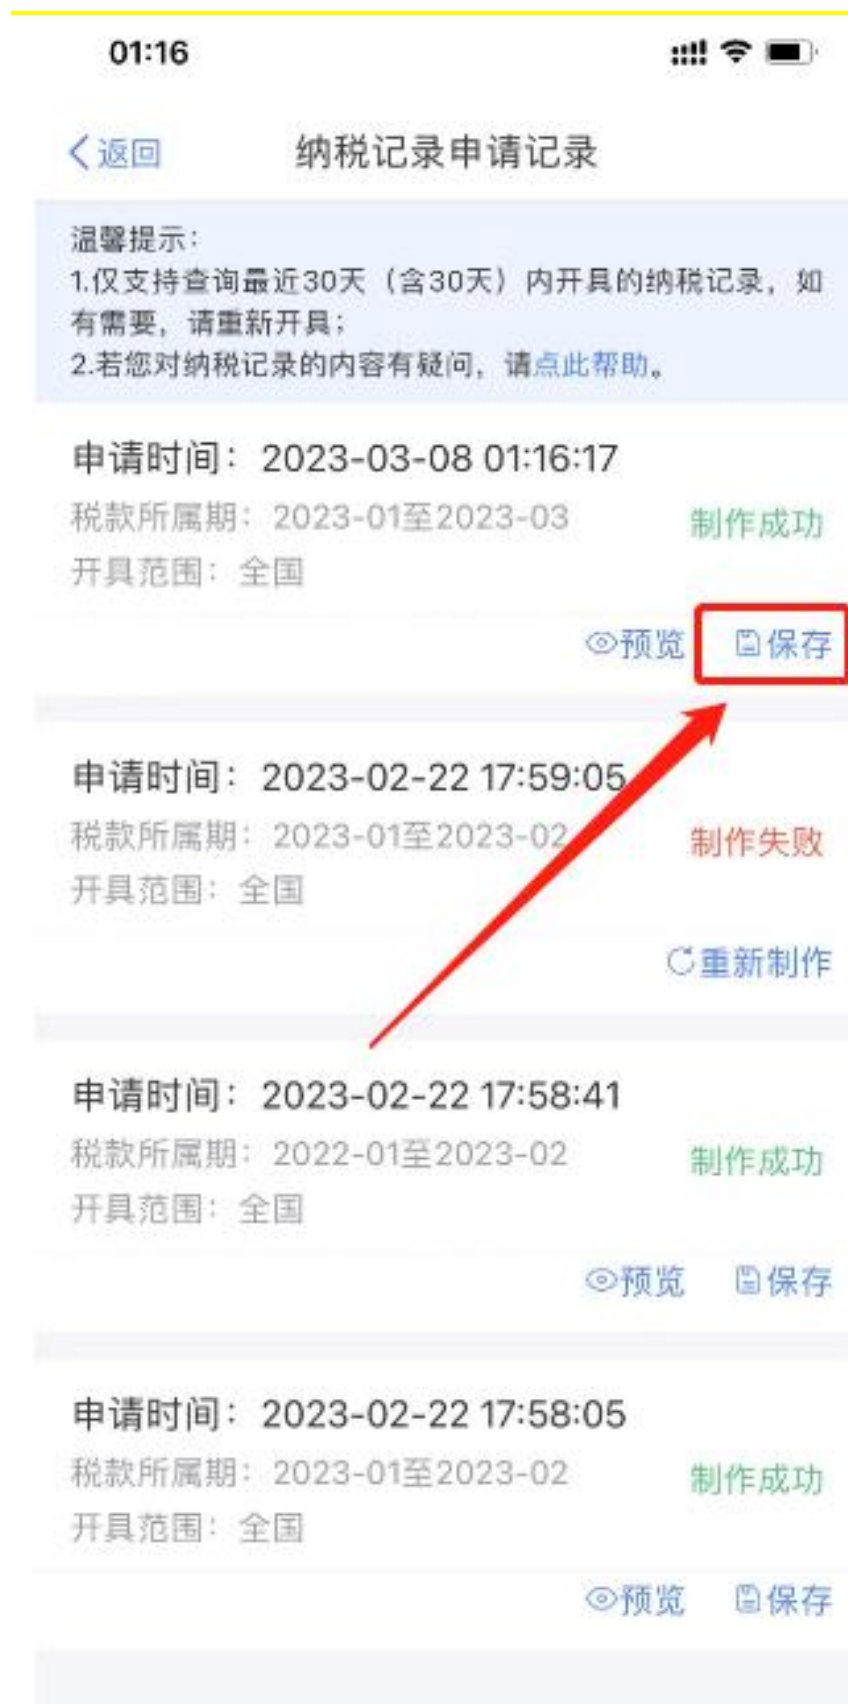 01:16
返回 纳税记录申请记录
温馨提示：
1.仅支持查询最近30天（含30天）内开具的纳税记录，如
有需要，请重新开具；
2.若您对纳税记录的内容有疑问，请点此帮助。
申请时间：2023-03-08 01:16:17
税款所属期：2023-01至2023-03 制作成功
开具范围：全国
预览 保存
申请时间：2023-02-22 17:59:05
税款所属期：2023-01至2023-02 制作失败
开具范围：全国
重新制作
申请时间：2023-02-22 17:58:41
税款所属期：2022-01至2023-02 制作成功
开具范围：全国
预览 保存
申请时间：2023-02-22 17:58:05
税款所属期：2023-01至2023-02 制作成功
开具范围：全国
预览 保存